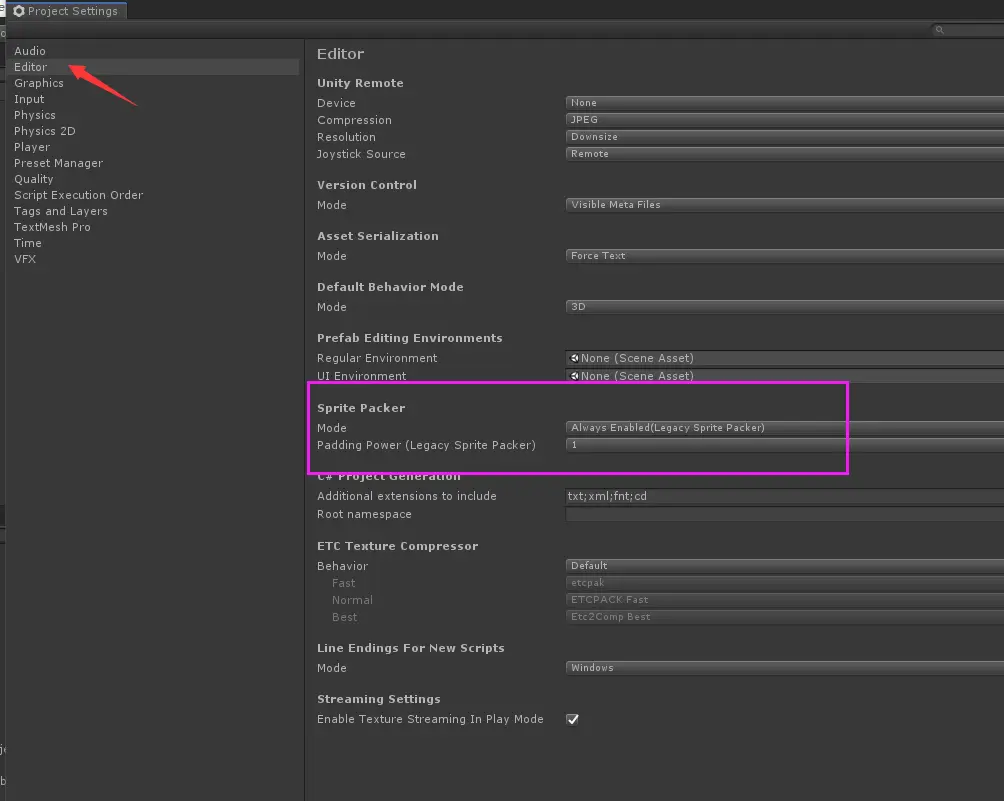 Project Settings
Audio
Editor
Graphics
Input
Physics
Physics 2D
Player
Preset Manager
Quality
Script Execution Order
Tags and Layers
TextMesh Pro
Time
VFX
Editor
Unity Remote
Device None
Compression JPEG
Resolution Downsize
Joystick Source Remote
Version Control
Mode Visible Meta Files
Asset Serialization
Mode Force Text
Default Behavior Mode
Mode 3D
Prefab Editing Environments
Regular Environment None (Scene Asset)
UI Environment None (Scene Asset)
Sprite Packer
Mode Always Enabled(Legacy Sprite Packer)
Padding Power (Legacy Sprite Packer) 1
C# Project Generation
Additional extensions to include txt;xml;fnt;cd
Root namespace
ETC Texture Compressor
Behavior Default
Fast etcpak
Normal ETCPACK Fast
Best Etc2Comp Best
Line Endings For New Scripts
Mode Windows
Streaming Settings
Enable Texture Streaming In Play Mode